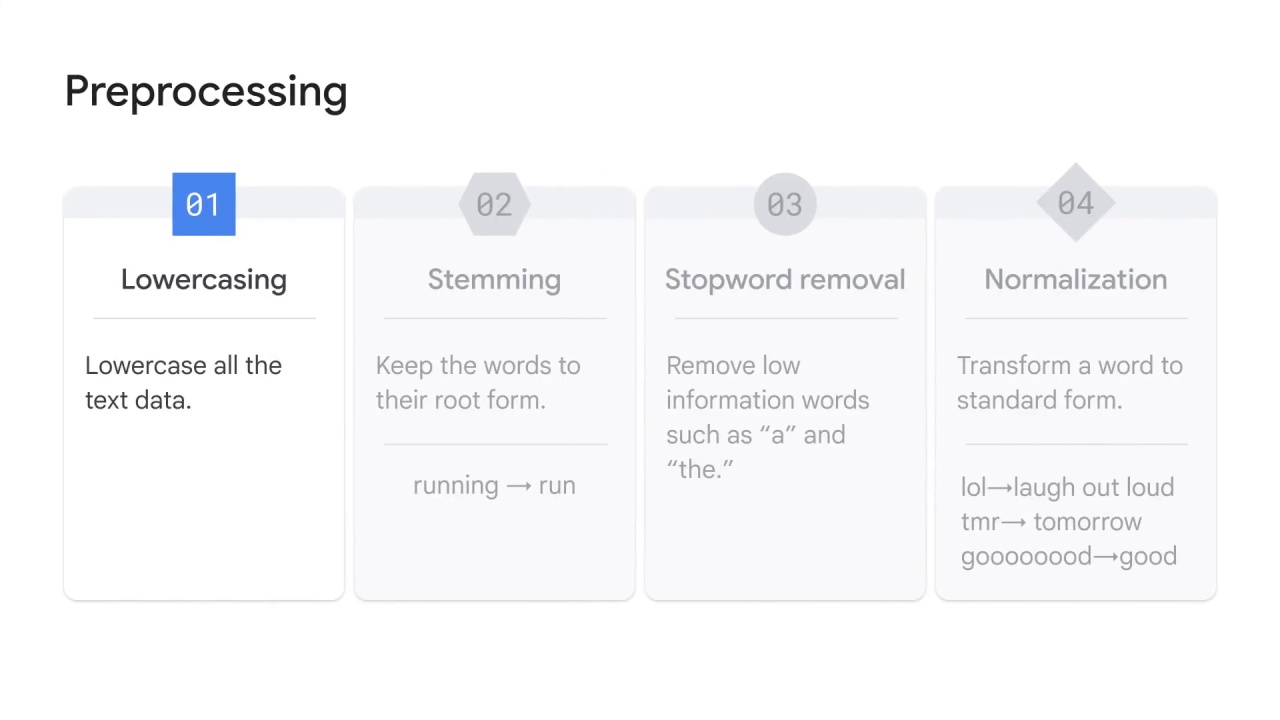 Preprocessing
01
Lowercasing
Lowercase all the
text data.
02
Stemming
Keep the words to
their root form.
running → run
03
Stopword removal
Remove low
information words
such as “a” and
“the.”
04
Normalization
Transform a word to
standard form.
lol→laugh out loud
tmr→ tomorrow
goooooood→good